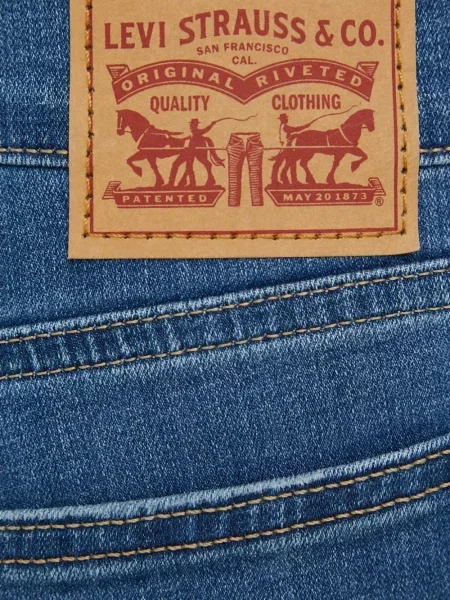 LEVI STRAUSS & CO.
SAN FRANCISCO
CAL.
ORIGINAL RIVETED
QUALITY CLOTHING
PATENTED MAY 20 1873
®